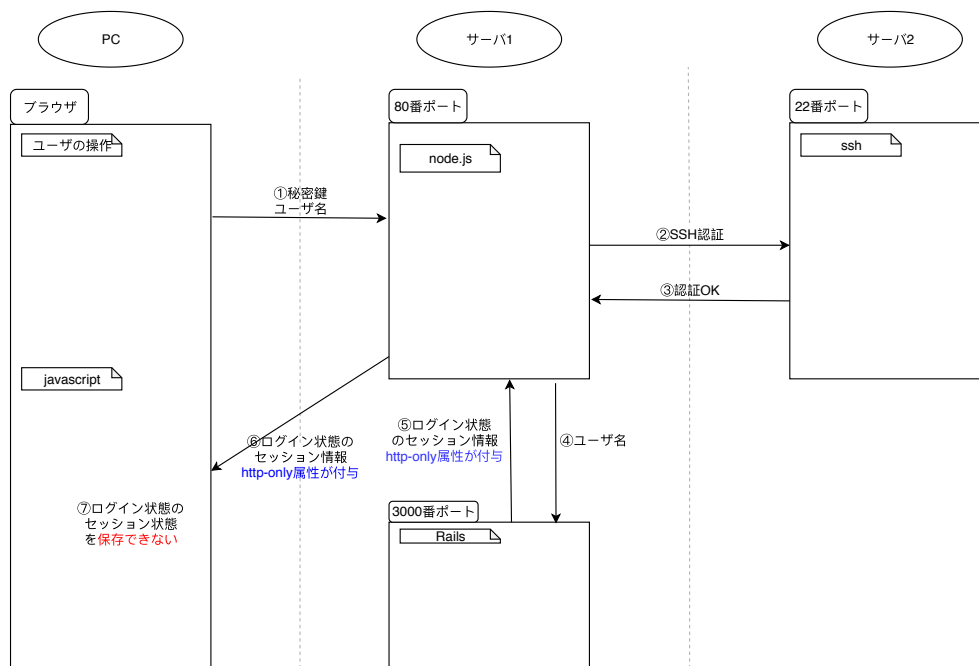 PC
サーバ1
サーバ2
ブラウザ
80番ポート
22番ポート
ユーザの操作
node.js
ssh
①秘密鍵
ユーザ名
②SSH認証
③認証OK
javascript
⑥ログイン状態の
セッション情報
http-only属性が付与
⑤ログイン状態
のセッション情報
http-only属性が付与
④ユーザ名
⑦ログイン状態の
セッション状態
を保存できない
3000番ポート
Rails